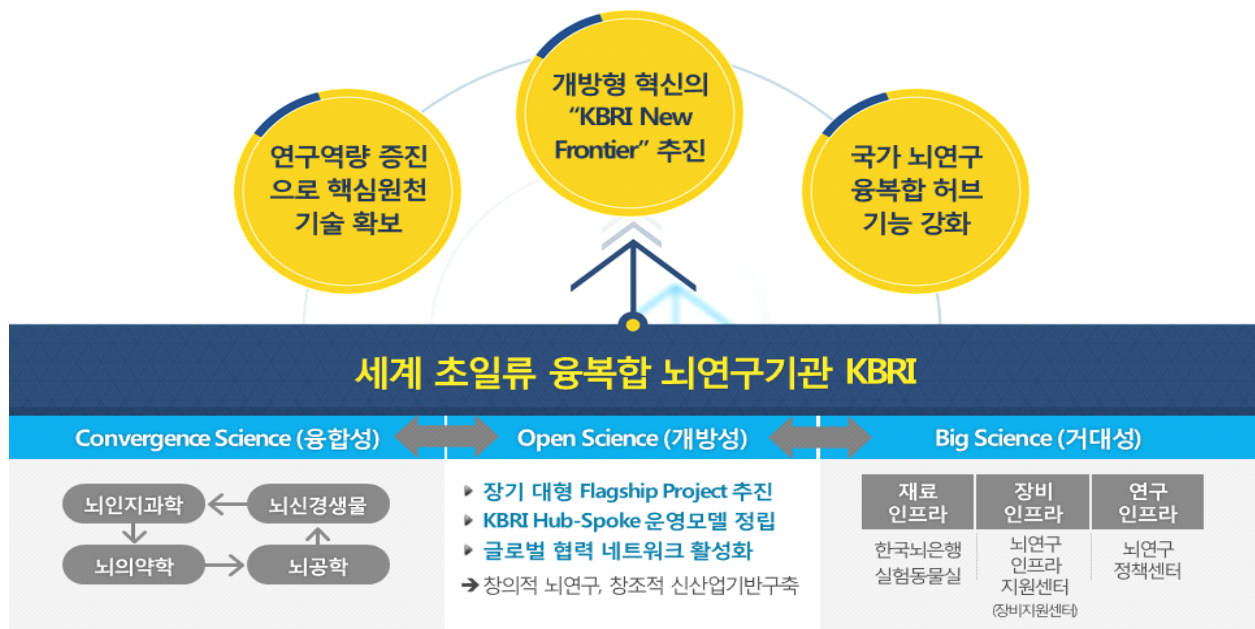 연구역량 증진
으로 핵심원천
기술 확보
개방형 혁신의
“KBRI New
Frontier” 추진
국가 뇌연구
융복합 허브
기능 강화
세계 초일류 융복합 뇌연구기관 KBRI
Convergence Science (융합성)
Open Science (개방성)
Big Science (거대성)
뇌인지과학
뇌신경생물
뇌의약학
뇌공학
장기 대형 Flagship Project 추진
KBRI Hub-Spoke 운영모델 정립
글로벌 협력 네트워크 활성화
➔ 창의적 뇌연구, 창조적 신산업기반구축
재료
인프라
한국뇌은행
실험동물실
장비
인프라
뇌연구
인프라
지원센터
(장비지원센터)
연구
인프라
뇌연구
정책센터